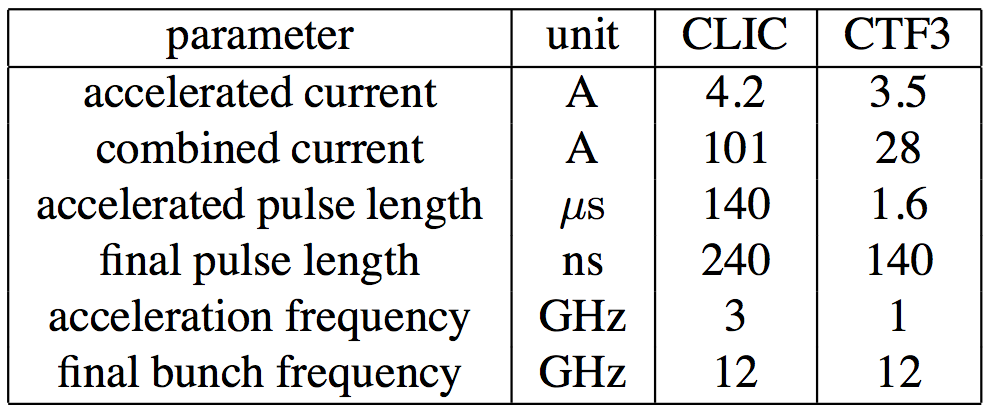 parameter unit CLIC CTF3
accelerated current A 4.2 3.5
combined current A 101 28
accelerated pulse length μs 140 1.6
final pulse length ns 240 140
acceleration frequency GHz 3 1
final bunch frequency GHz 12 12